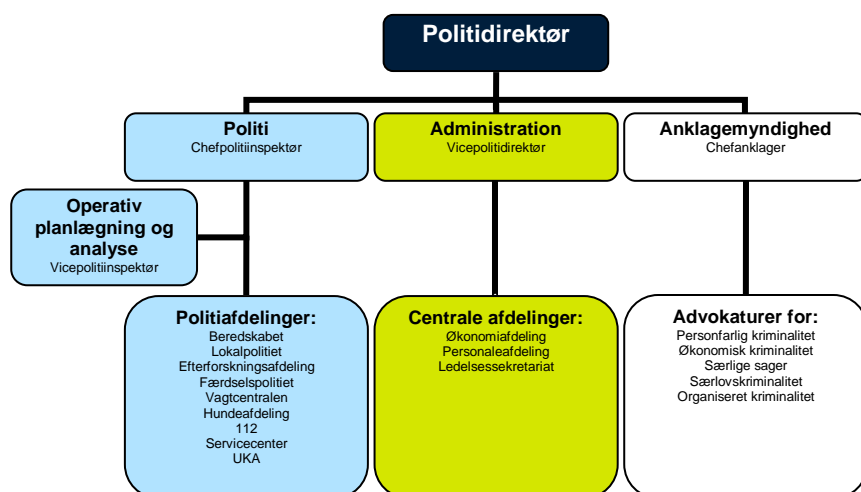 Politidirektør
Politi
Chefpolitiinspektør
Administration
Vicepolitidirektør
Anklagemyndighed
Chefanklager
Operativ
planlægning og
analyse
Vicepolitiinspektør
Politiafdelinger:
Beredskabet
Lokalpolitiet
Efterforskningsafdeling
Færdselspolitiet
Vagtcentralen
Hundeafdeling
112
Servicecenter
UKA
Centrale afdelinger:
Økonomiafdeling
Personaleafdeling
Ledelsessekretariat
Advokaturer for:
Personfarlig kriminalitet
Økonomisk kriminalitet
Særlige sager
Særlovskriminalitet
Organiseret kriminalitet